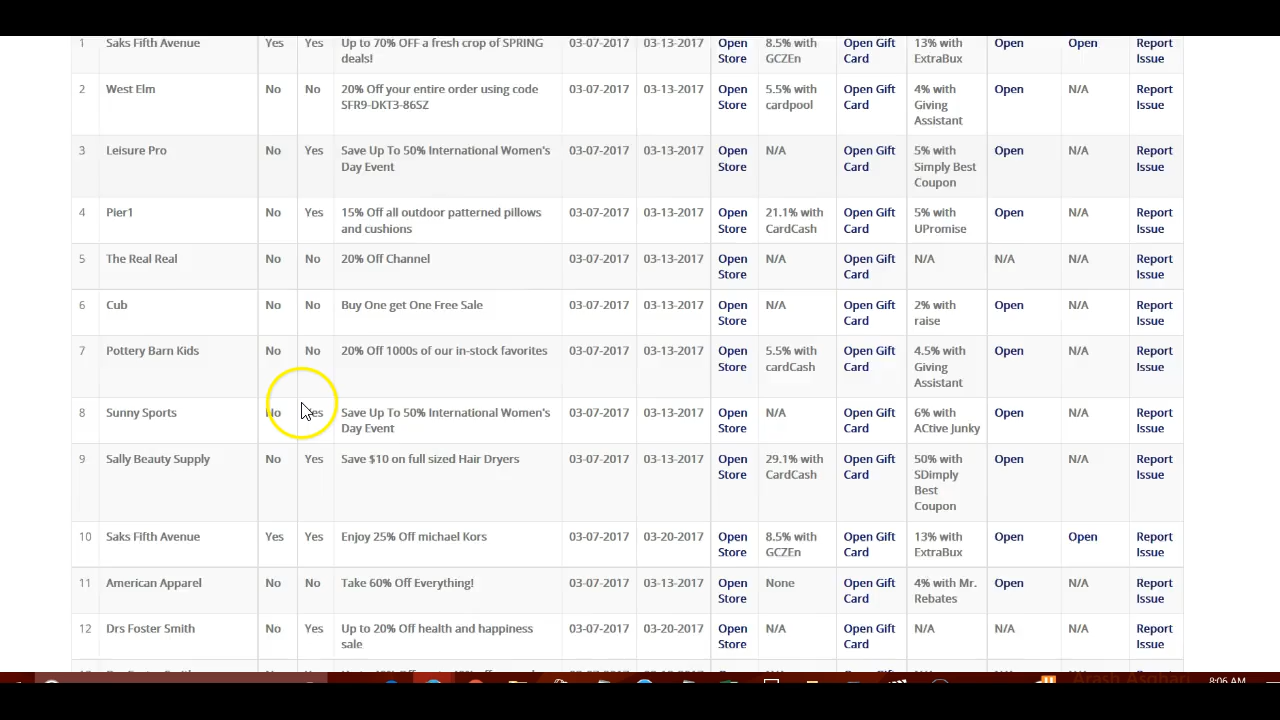 1 Saks Fifth Avenue Yes Yes Up to 70% OFF a fresh crop of SPRING 03-07-2017 03-13-2017 Open 8.5% with Open Gift 13% with Open Open Report
deals! Store GCZEn Card ExtraBux Issue
2 West Elm No No 20% Off your entire order using code 03-07-2017 03-13-2017 Open 5.5% with Open Gift 4% with Open N/A Report
SFR9-DKT3-86SZ Store cardpool Card Giving Issue
Assistant
3 Leisure Pro No Yes Save Up To 50% International Women's 03-07-2017 03-13-2017 Open N/A Open Gift 5% with Open N/A Report
Day Event Store Card Simply Best Issue
Coupon
4 Pier1 No Yes 15% Off all outdoor patterned pillows 03-07-2017 03-13-2017 Open 21.1% with Open Gift 5% with Open N/A Report
and cushions Store CardCash Card UPromise Issue
5 The Real Real No No 20% Off Channel 03-07-2017 03-13-2017 Open N/A Open Gift N/A N/A N/A Report
Store Card Issue
6 Cub No No Buy One get One Free Sale 03-07-2017 03-13-2017 Open N/A Open Gift 2% with Open N/A Report
Store Card raise Issue
7 Pottery Barn Kids No No 20% Off 1000s of our in-stock favorites 03-07-2017 03-13-2017 Open 5.5% with Open Gift 4.5% with Open N/A Report
Store cardCash Card Giving Issue
Assistant
8 Sunny Sports No Yes Save Up To 50% International Women's 03-07-2017 03-13-2017 Open N/A Open Gift 6% with Open N/A Report
Day Event Store Card ACtive Junky Issue
9 Sally Beauty Supply No Yes Save $10 on full sized Hair Dryers 03-07-2017 03-13-2017 Open 29.1% with Open Gift 50% with Open N/A Report
Store CardCash Card SDimply Issue
Best
Coupon
10 Saks Fifth Avenue Yes Yes Enjoy 25% Off michael Kors 03-07-2017 03-20-2017 Open 8.5% with Open Gift 13% with Open Open Report
Store GCZEn Card ExtraBux Issue
11 American Apparel No No Take 60% Off Everything! 03-07-2017 03-13-2017 Open None Open Gift 4% with Mr. Open N/A Report
Store Card Rebates Issue
12 Drs Foster Smith No Yes Up to 20% Off health and happiness 03-07-2017 03-20-2017 Open N/A Open Gift N/A N/A N/A Report
sale Store Card Issue
Arash Asghari
8:06 AM